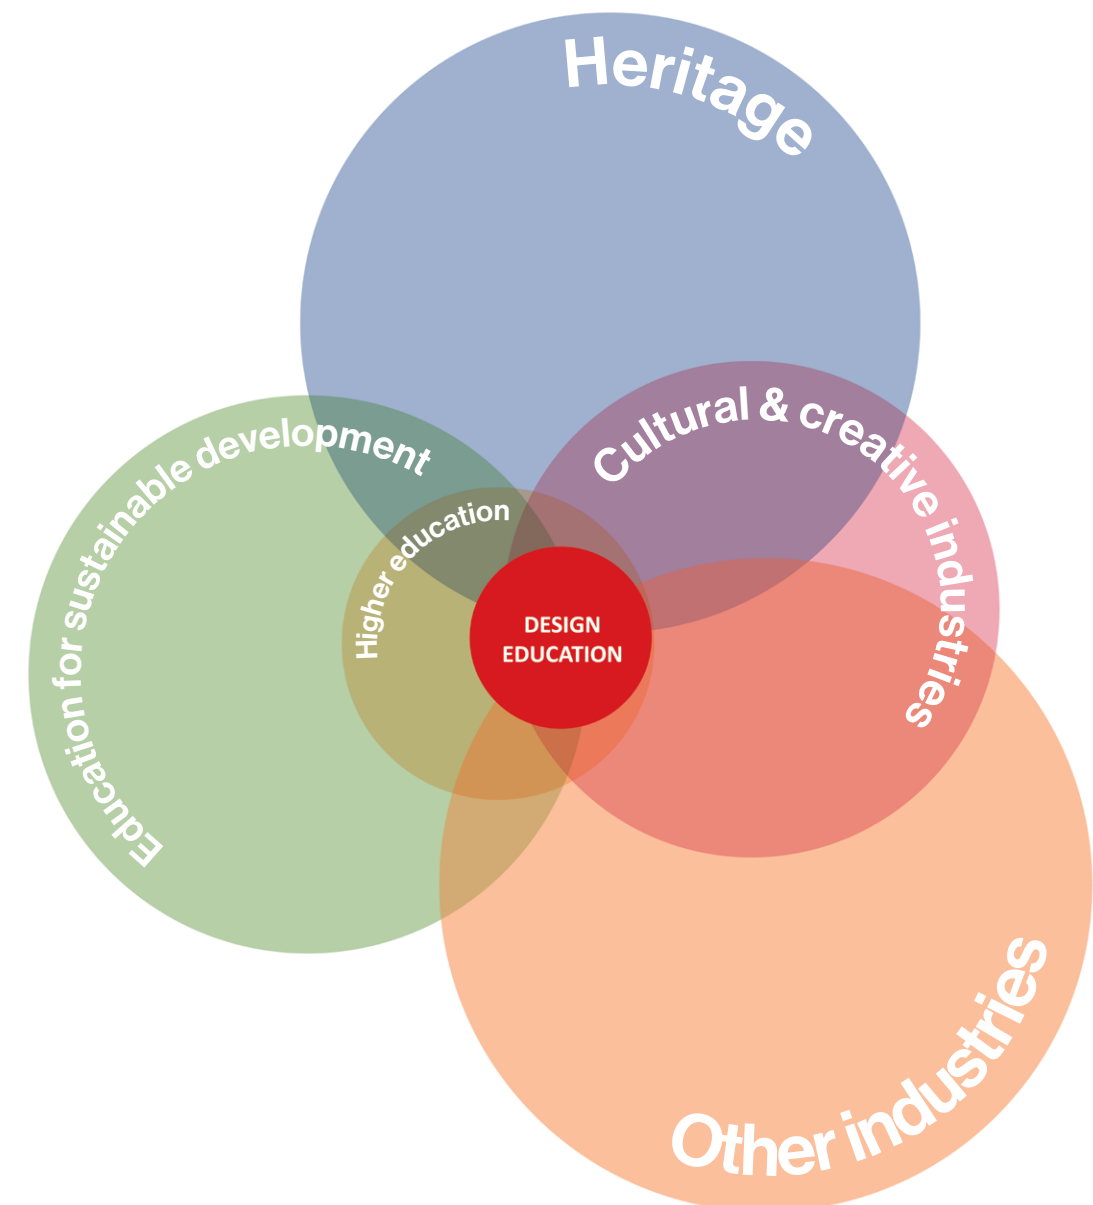 Heritage
Cultural & creative industries
Education for sustainable development
Higher education
DESIGN
EDUCATION
Other industries